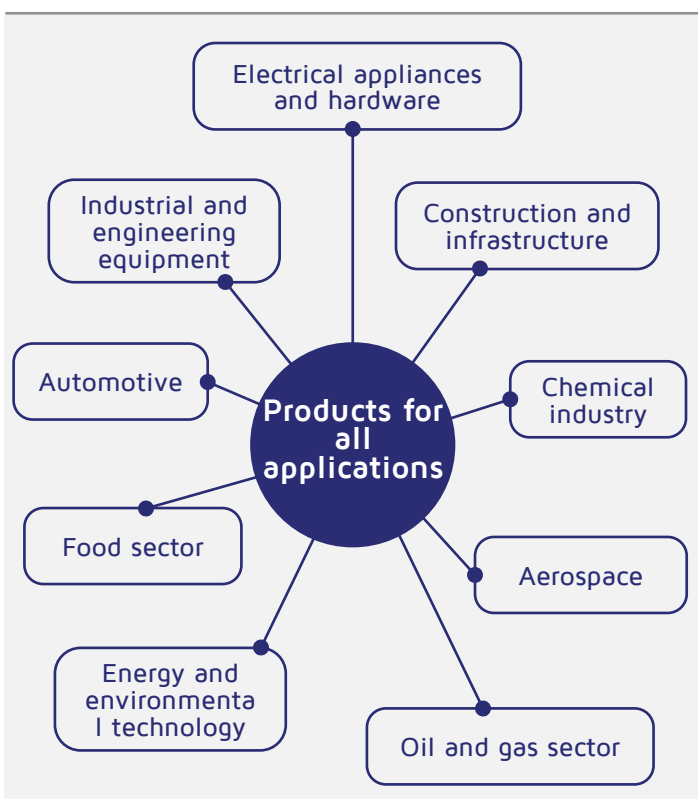 Electrical appliances
and hardware
Industrial and
engineering
equipment
Construction and
infrastructure
Automotive
Products for
all
applications
Chemical
industry
Food sector
Aerospace
Energy and
environmenta
l technology
Oil and gas sector